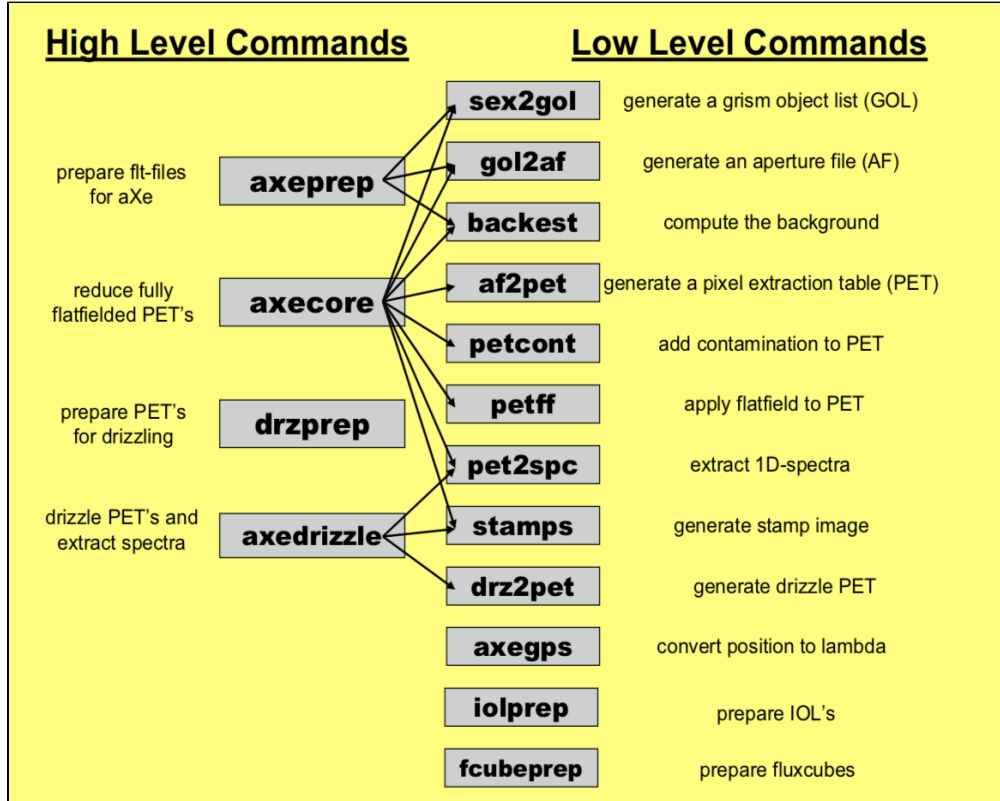 High Level Commands
Low Level Commands
prepare flt-files
for aXe
axeprep
reduce fully
flatfielded PET's
axecore
prepare PET's
for drizzling
drzprep
drizzle PET's and
extract spectra
axedrizzle
sex2gol
generate a grism object list (GOL)
gol2af
generate an aperture file (AF)
backest
compute the background
af2pet
generate a pixel extraction table (PET)
petcont
add contamination to PET
petff
apply flatfield to PET
pet2spc
extract 1D-spectra
stamps
generate stamp image
drz2pet
generate drizzle PET
axegps
convert position to lambda
iolprep
prepare IOL's
fcubeprep
prepare fluxcubes